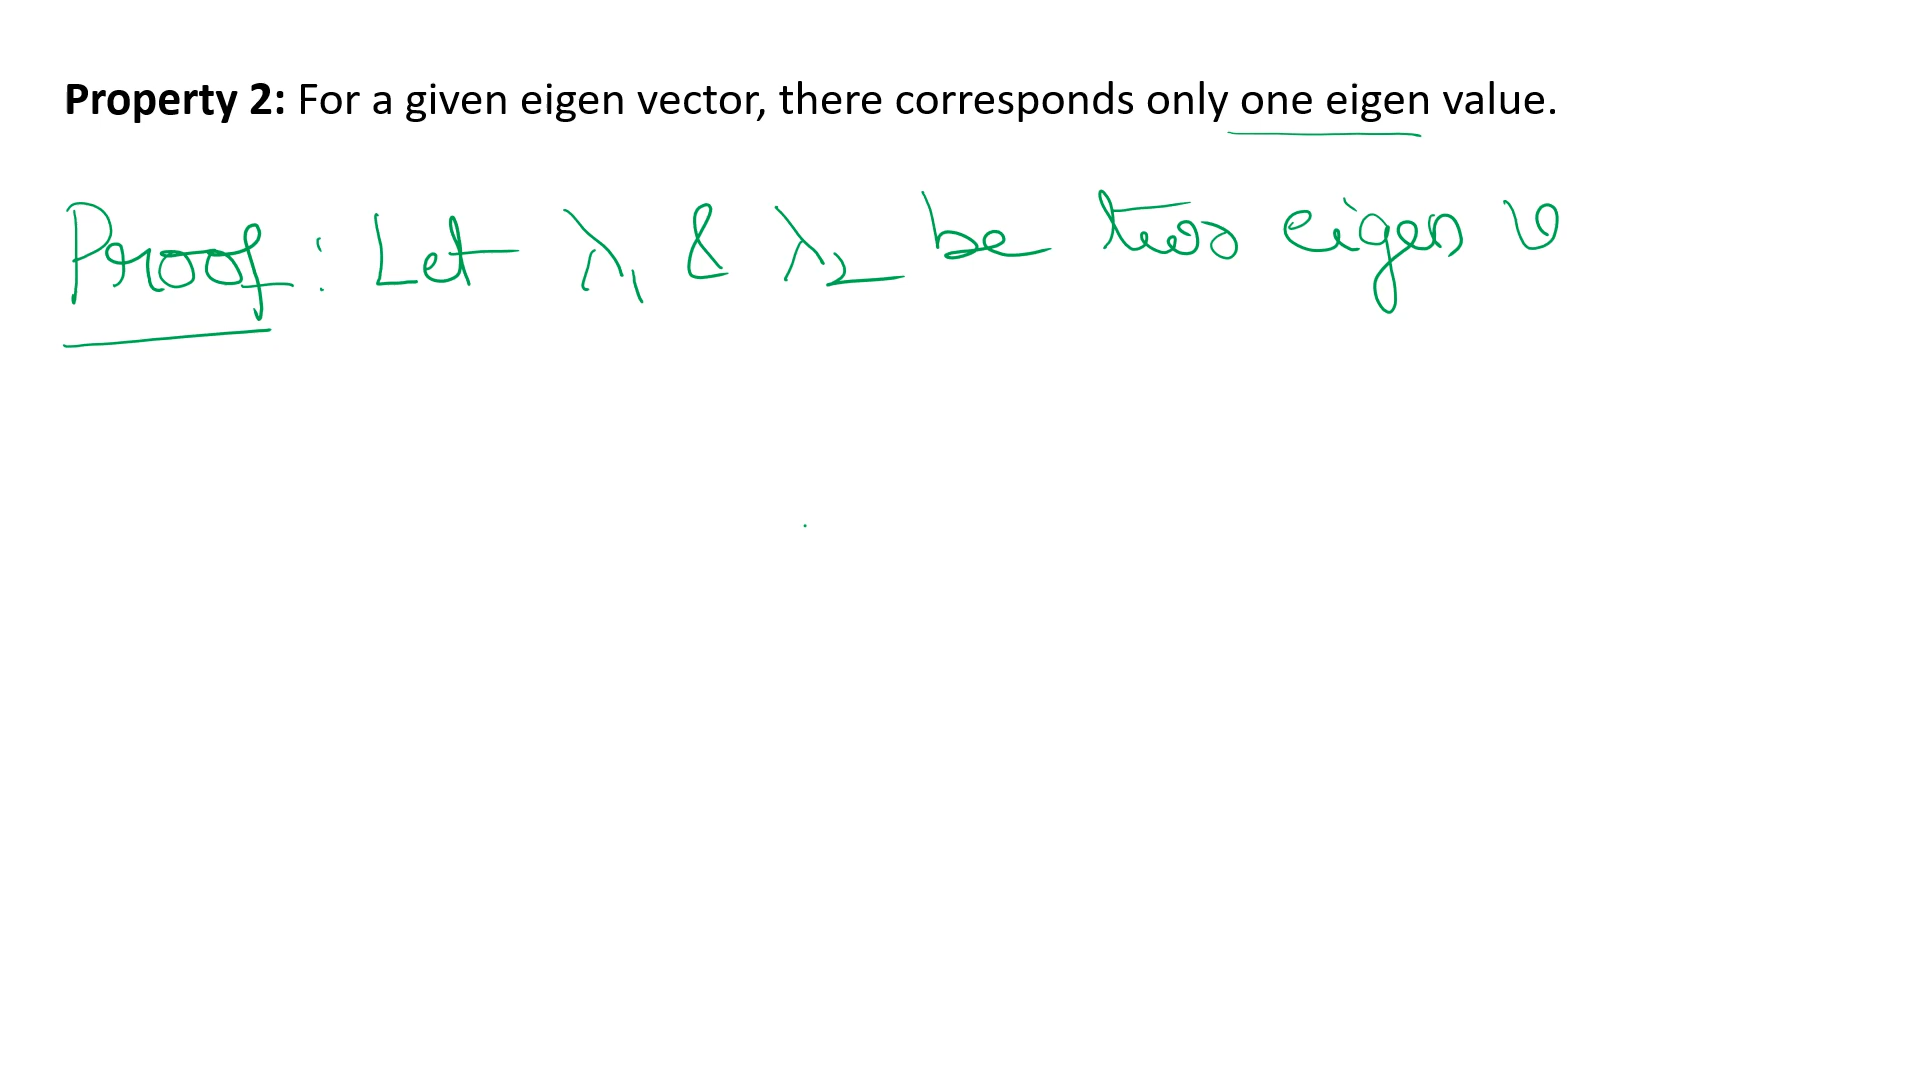 Property 2: For a given eigen vector, there corresponds only one eigen value.
Proof : Let λ₁ & λ₂ be two eigen v